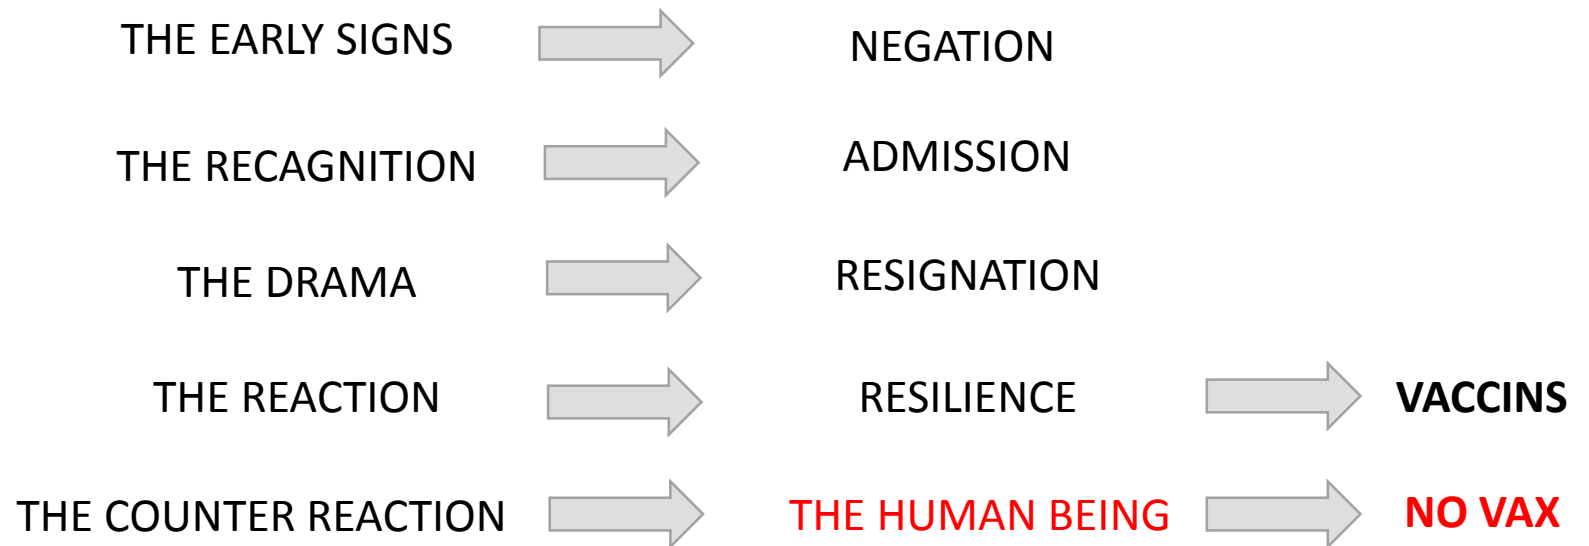 THE EARLY SIGNS NEGATION
THE RECAGNITION ADMISSION
THE DRAMA RESIGNATION
THE REACTION RESILIENCE VACCINS
THE COUNTER REACTION THE HUMAN BEING NO VAX